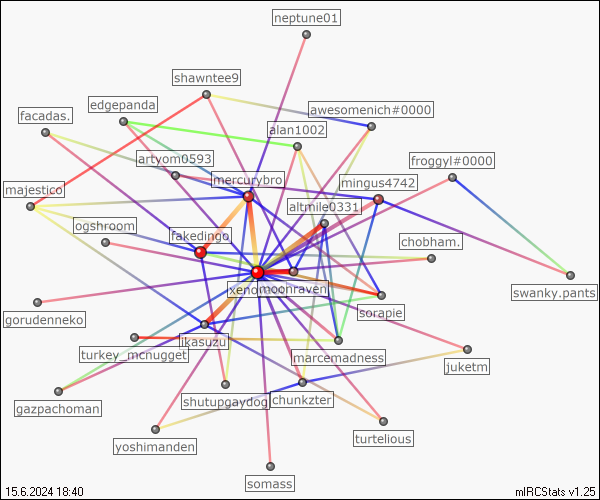 neptune01
shawntee9
edgepanda
awesomenich#0000
facadas.
alan1002
artyom0593
froggyl#0000
mercurybro
mingus4742
majestico
altmile0331
ogshroom
fakedingo
chobham.
moonraven
swanky.pants
sorapie
gorudenneko
ikasuzu
turkey_mcnugget
marcomadness
juketm
shutupgaydog
chunkzter
gazpachoman
turtelious
yoshimanden
somass
15.6.2024 18:40
mIRCStats v1.25